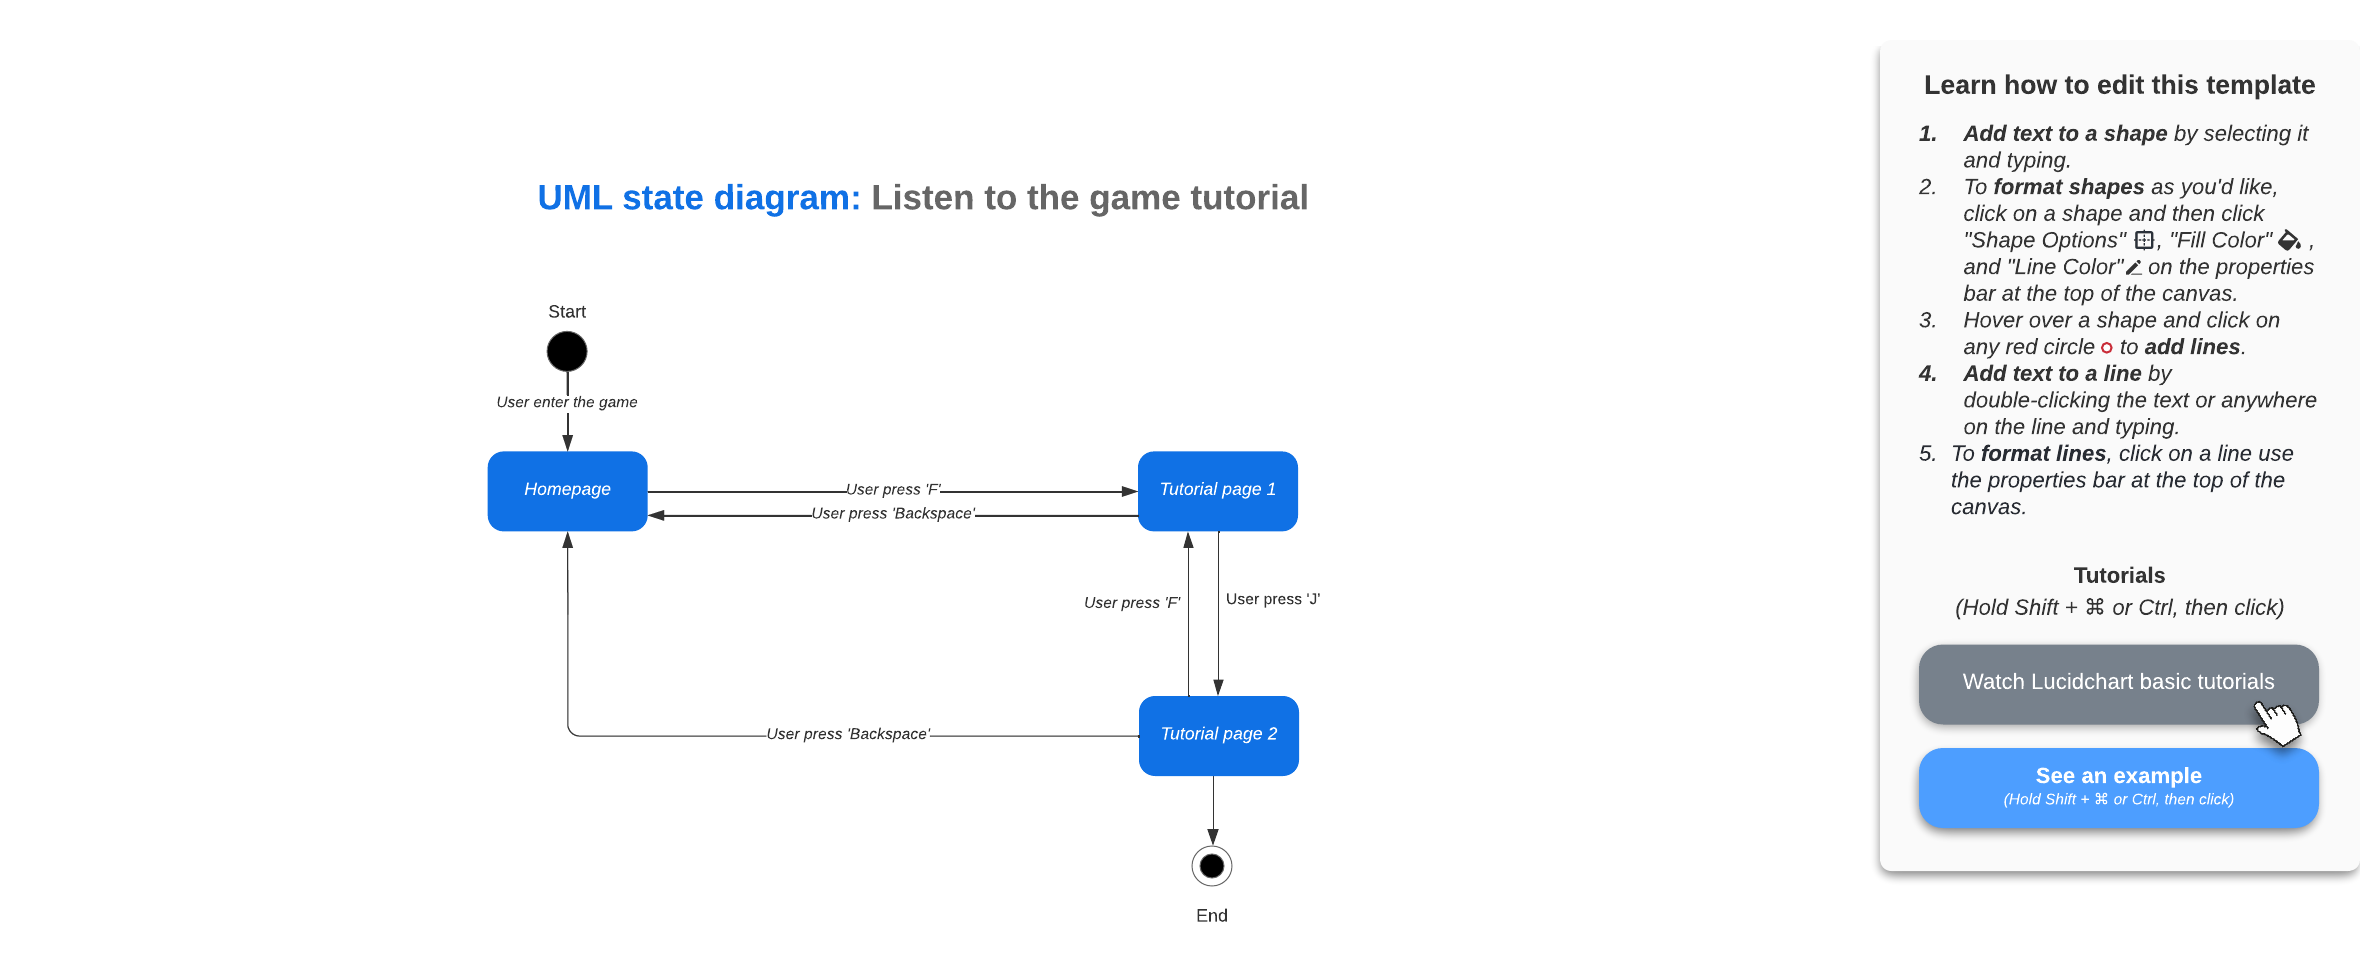 UML state diagram: Listen to the game tutorial
Start
User enter the game
Homepage
User press 'F'
User press 'Backspace'
Tutorial page 1
User press 'F'
User press 'J'
User press 'Backspace'
Tutorial page 2
End
Learn how to edit this template
1. Add text to a shape by selecting it
and typing.
2. To format shapes as you'd like,
click on a shape and then click
"Shape Options" , "Fill Color" ,
and "Line Color" on the properties
bar at the top of the canvas.
3. Hover over a shape and click on
any red circle to add lines.
4. Add text to a line by
double-clicking the text or anywhere
on the line and typing.
5. To format lines, click on a line use
the properties bar at the top of the
canvas.
Tutorials
(Hold Shift + ⌘ or Ctrl, then click)
Watch Lucidchart basic tutorials
See an example
(Hold Shift + ⌘ or Ctrl, then click)